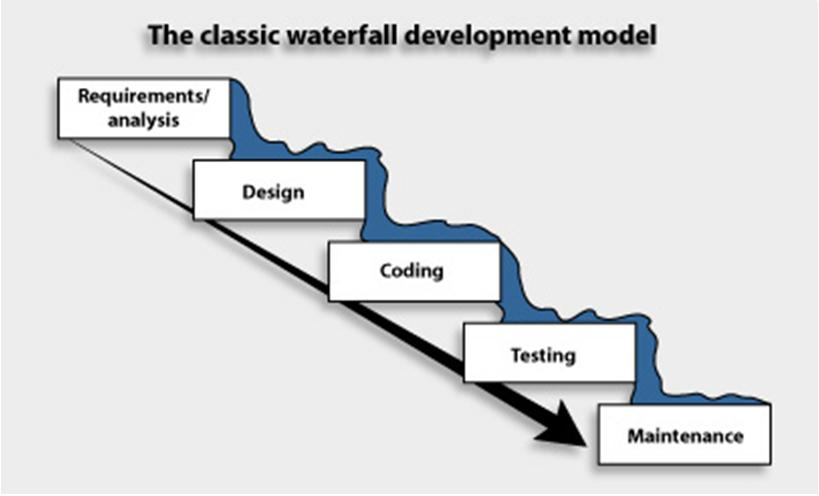 The classic waterfall development model
Requirements/
analysis
Design
Coding
Testing
Maintenance